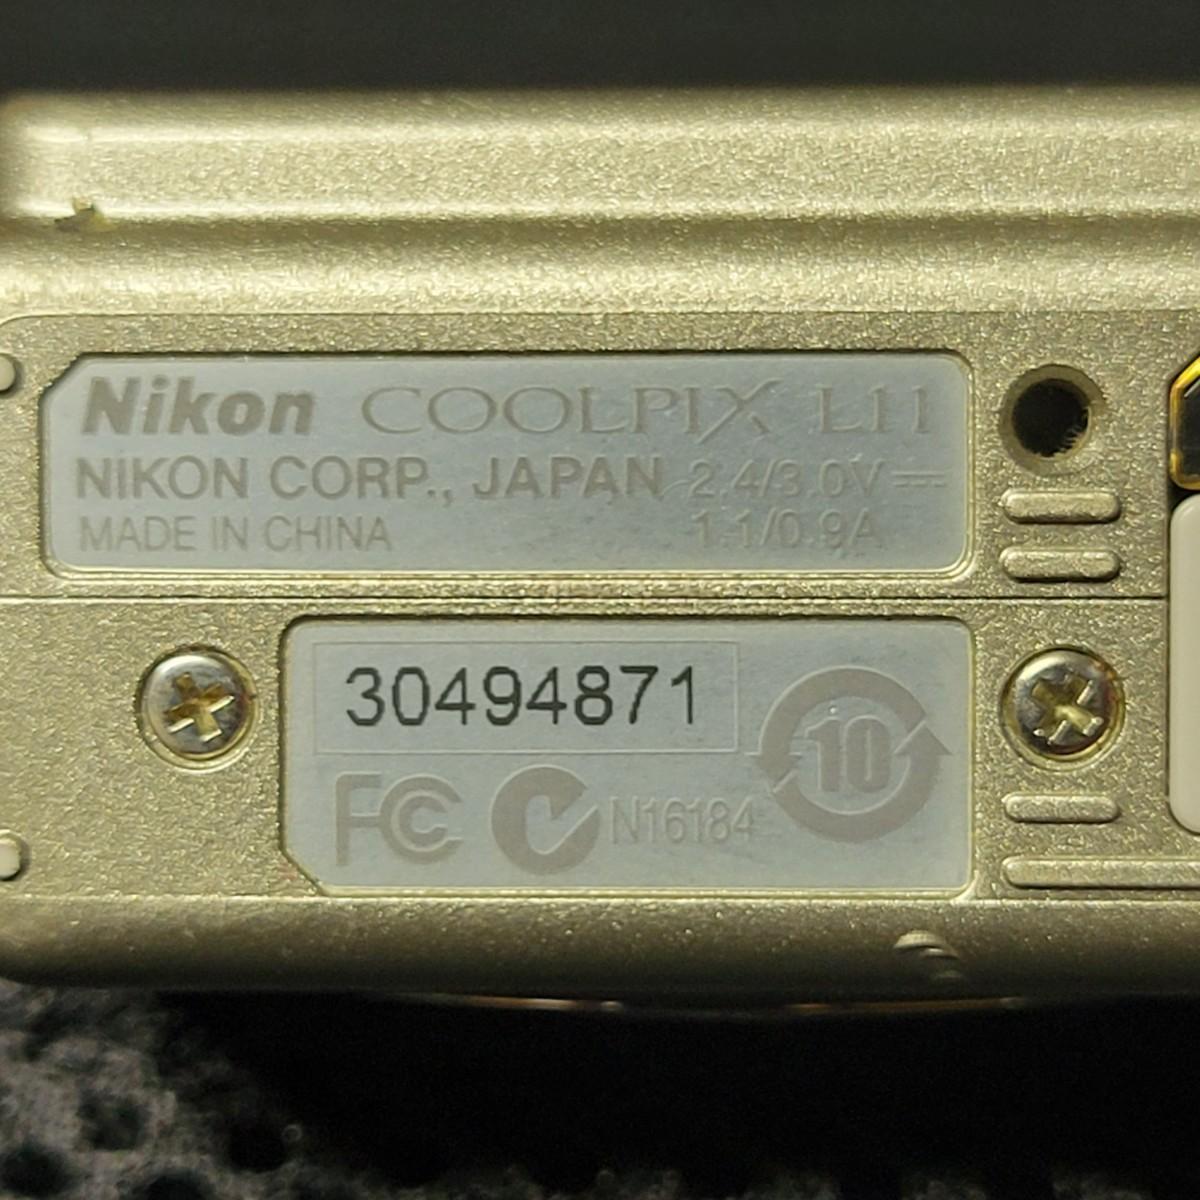 Nikon COOLPIX L11
NIKON CORP., JAPAN 2.4/3.0V ⎓
MADE IN CHINA 1.1/0.9A
30494871
10
FC N16184